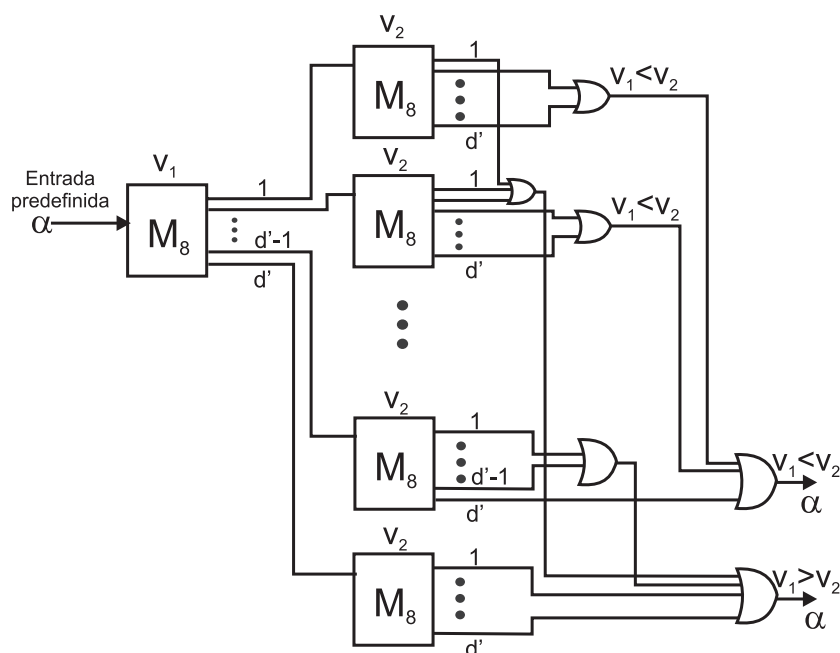 V2
M8
1
d'
V1<V2
V1
Entrada
predefinida
α
M8
1
d'-1
d'
V2
M8
1
d'
V1<V2
V2
M8
1
d'-1
d'
V1<V2
α
V2
M8
1
d'
V1>V2
α